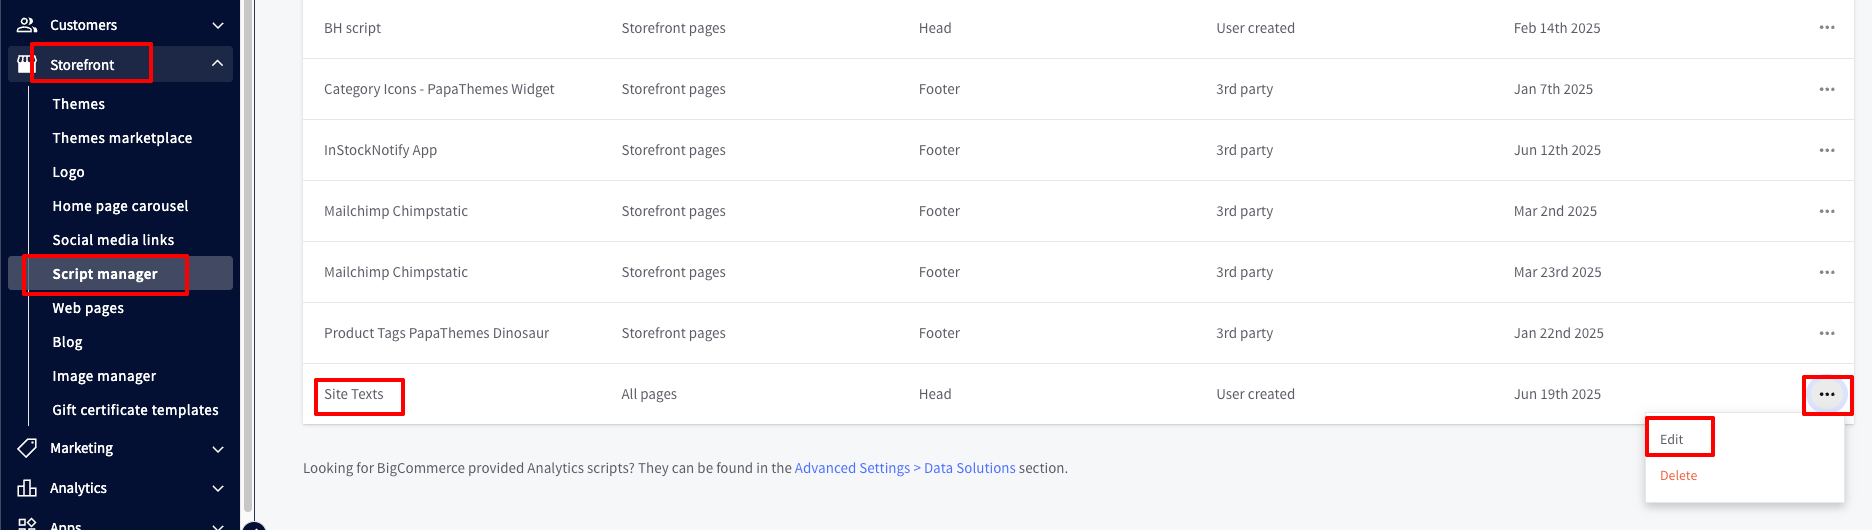 Customers
Storefront
Themes
Themes marketplace
Logo
Home page carousel
Social media links
Script manager
Web pages
Blog
Image manager
Gift certificate templates
Marketing
Analytics
Apps
BH script Storefront pages Head User created Feb 14th 2025
Category Icons - PapaThemes Widget Storefront pages Footer 3rd party Jan 7th 2025
InStockNotify App Storefront pages Footer 3rd party Jun 12th 2025
Mailchimp Chimpstatic Storefront pages Footer 3rd party Mar 2nd 2025
Mailchimp Chimpstatic Storefront pages Footer 3rd party Mar 23rd 2025
Product Tags PapaThemes Dinosaur Storefront pages Footer 3rd party Jan 22nd 2025
Site Texts All pages Head User created Jun 19th 2025
Edit
Delete
Looking for BigCommerce provided Analytics scripts? They can be found in the Advanced Settings > Data Solutions section.